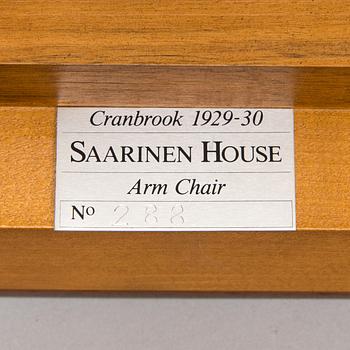 Cranbrook 1929-30
SAARINEN HOUSE
Arm Chair
No 288